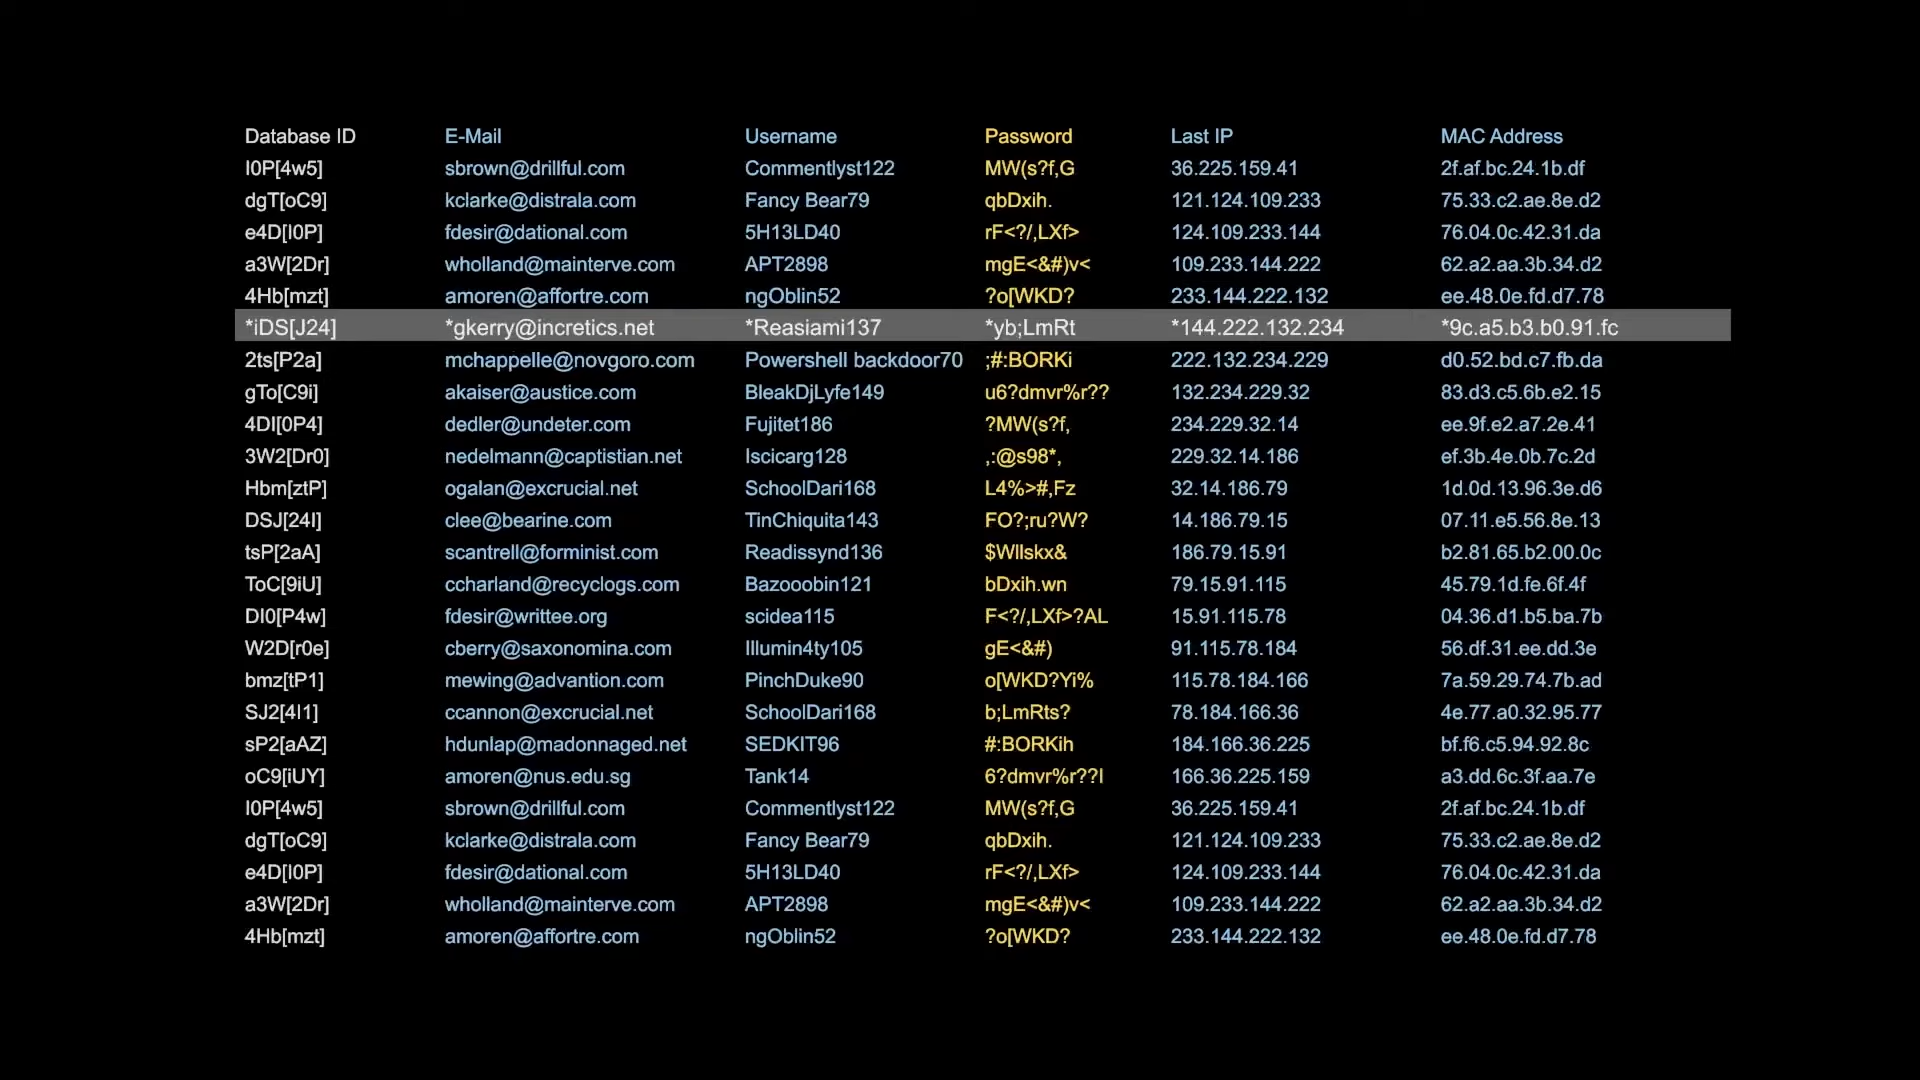 Database ID E-Mail Username Password Last IP MAC Address
I0P[4w5] sbrown@drillful.com Commentlyst122 MW(s?f,G 36.225.159.41 2f.af.bc.24.1b.df
dgT[oC9] kclarke@distrala.com Fancy Bear79 qbDxih. 121.124.109.233 75.33.c2.ae.8e.d2
e4D[I0P] fdesir@dational.com 5H13LD40 rF<?/,LXf> 124.109.233.144 76.04.0c.42.31.da
a3W[2Dr] wholland@mainterve.com APT2898 mgE<&#)v< 109.233.144.222 62.a2.aa.3b.34.d2
4Hb[mzt] amoren@affortre.com ngOblin52 ?o[WKD? 233.144.222.132 ee.48.0e.fd.d7.78
*iDS[J24] *gkerry@incretics.net *Reasiami137 *yb;LmRt *144.222.132.234 *9c.a5.b3.b0.91.fc
2ts[P2a] mchappelle@novgoro.com Powershell backdoor70 ;#:BORKi 222.132.234.229 d0.52.bd.c7.fb.da
gTo[C9i] akaiser@austice.com BleakDjLyfe149 u6?dmvr%r?? 132.234.229.32 83.d3.c5.6b.e2.15
4DI[0P4] dedler@undeter.com Fujitet186 ?MW(s?f, 234.229.32.14 ee.9f.e2.a7.2e.41
3W2[Dr0] nedelmann@captistian.net Iscicarg128 ,:@s98*, 229.32.14.186 ef.3b.4e.0b.7c.2d
Hbm[ztP] ogalan@excrucial.net SchoolDari168 L4%>#,Fz 32.14.186.79 1d.0d.13.96.3e.d6
DSJ[24I] clee@bearine.com TinChiquita143 FO?;ru?W? 14.186.79.15 07.11.e5.56.8e.13
tsP[2aA] scantrell@forminist.com Readissynd136 $WIlskx& 186.79.15.91 b2.81.65.b2.00.0c
ToC[9iU] ccharland@recyclogs.com Bazooobin121 bDxih.wn 79.15.91.115 45.79.1d.fe.6f.4f
DI0[P4w] fdesir@writtee.org scidea115 F<?/,LXf>?AL 15.91.115.78 04.36.d1.b5.ba.7b
W2D[r0e] cberry@saxonomina.com Illumin4ty105 gE<&#) 91.115.78.184 56.df.31.ee.dd.3e
bmz[tP1] mewing@advantion.com PinchDuke90 o[WKD?Yi% 115.78.184.166 7a.59.29.74.7b.ad
SJ2[4I1] ccannon@excrucial.net SchoolDari168 b;LmRts? 78.184.166.36 4e.77.a0.32.95.77
sP2[aAZ] hdunlap@madonnaged.net SEDKIT96 #:BORKih 184.166.36.225 bf.f6.c5.94.92.8c
oC9[iUY] amoren@nus.edu.sg Tank14 6?dmvr%r??I 166.36.225.159 a3.dd.6c.3f.aa.7e
I0P[4w5] sbrown@drillful.com Commentlyst122 MW(s?f,G 36.225.159.41 2f.af.bc.24.1b.df
dgT[oC9] kclarke@distrala.com Fancy Bear79 qbDxih. 121.124.109.233 75.33.c2.ae.8e.d2
e4D[I0P] fdesir@dational.com 5H13LD40 rF<?/,LXf> 124.109.233.144 76.04.0c.42.31.da
a3W[2Dr] wholland@mainterve.com APT2898 mgE<&#)v< 109.233.144.222 62.a2.aa.3b.34.d2
4Hb[mzt] amoren@affortre.com ngOblin52 ?o[WKD? 233.144.222.132 ee.48.0e.fd.d7.78